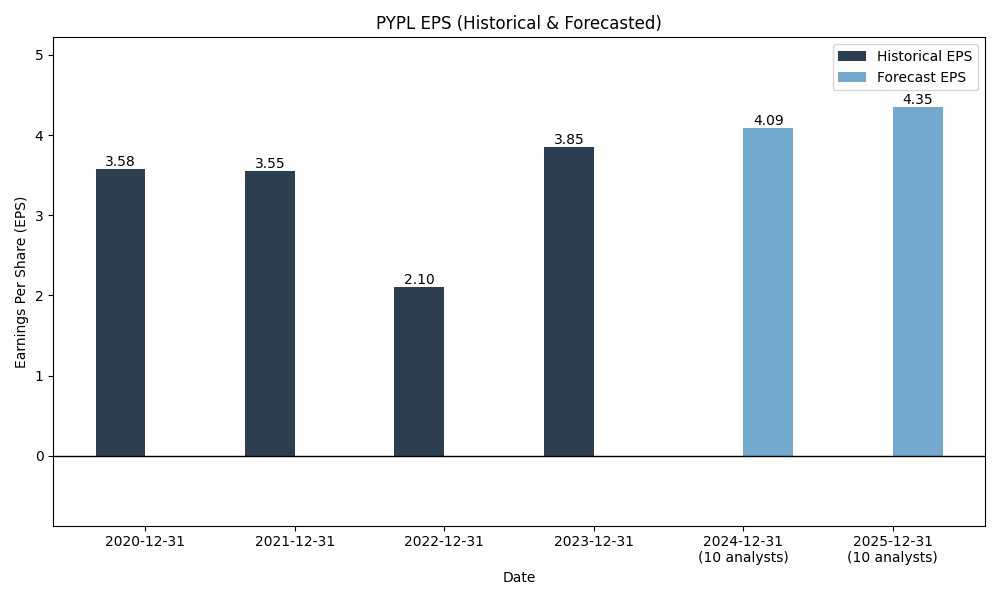 PYPL EPS (Historical & Forecasted)
Historical EPS
Forecast EPS
Earnings Per Share (EPS)
5
4
3
2
1
0
3.58
3.55
2.10
3.85
4.09
4.35
2020-12-31
2021-12-31
2022-12-31
2023-12-31
2024-12-31
(10 analysts)
2025-12-31
(10 analysts)
Date